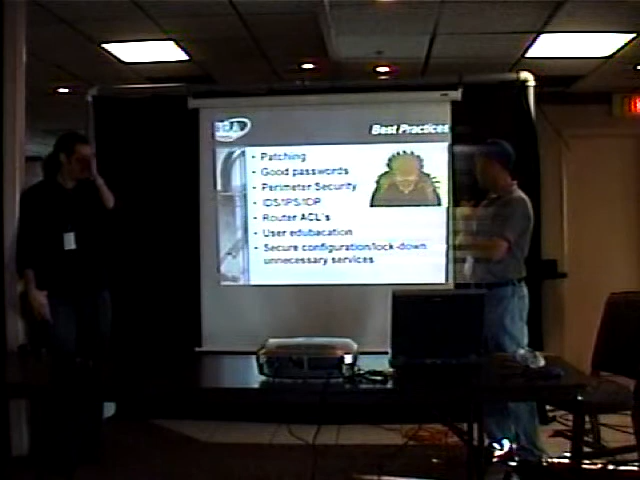 Best Practices
• Patching
• Good passwords
• Perimeter Security
• IDS/IPS/IDP
• Router ACL's
• User edubacation
• Secure configuration/lock-down
unnecessary services